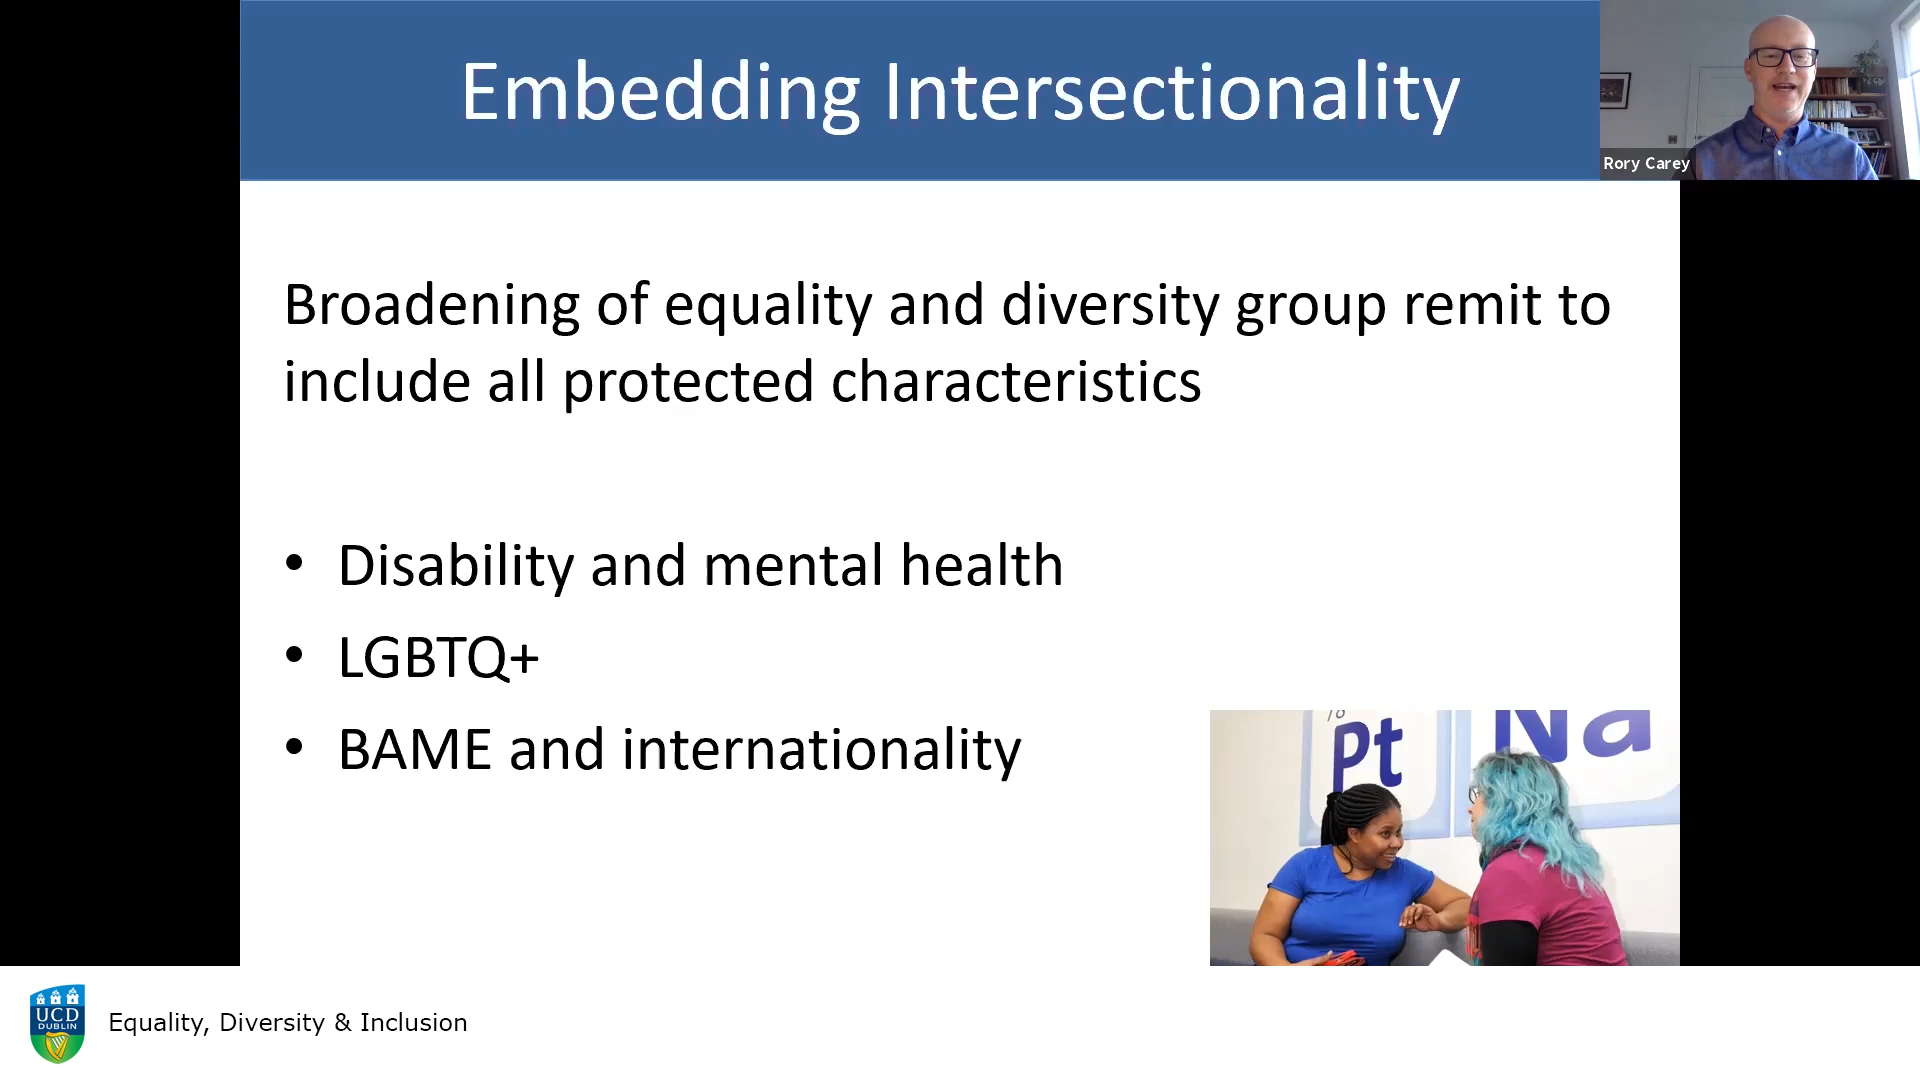 Embedding Intersectionality
Rory Carey
Broadening of equality and diversity group remit to
include all protected characteristics
• Disability and mental health
• LGBTQ+
• BAME and internationality
Pt
Na
UCD
DUBLIN
Equality, Diversity & Inclusion